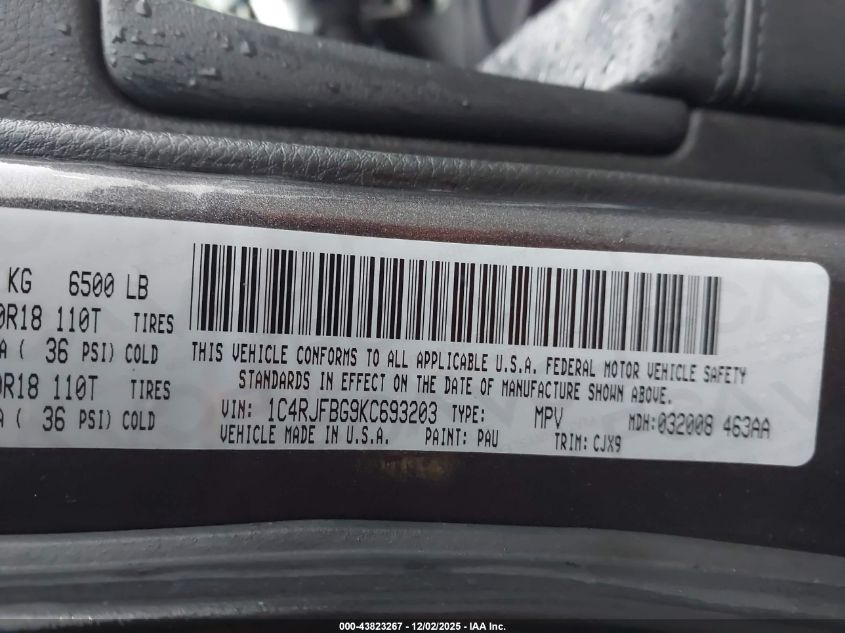 KG 6500 LB
0R18 110T TIRES
A ( 36 PSI) COLD
0R18 110T TIRES
A ( 36 PSI) COLD
THIS VEHICLE CONFORMS TO ALL APPLICABLE U.S.A. FEDERAL MOTOR VEHICLE SAFETY
STANDARDS IN EFFECT ON THE DATE OF MANUFACTURE SHOWN ABOVE.
VIN: 1C4RJFBG9KC693203 TYPE: MPV MDH:032008 463AA
VEHICLE MADE IN U.S.A. PAINT: PAU TRIM: CJX9
000-43823267 - 12/02/2025 - IAA Inc.